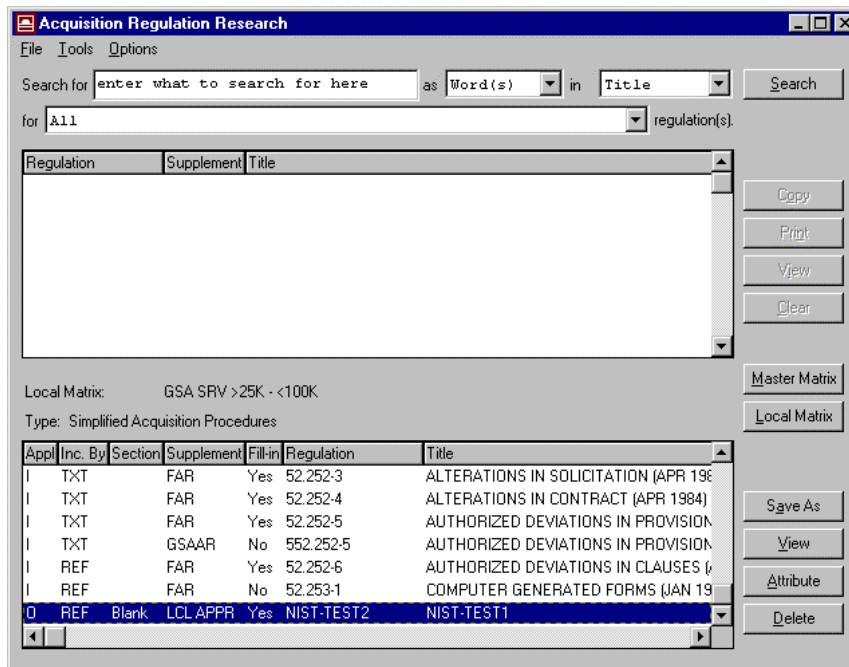 Acquisition Regulation Research
File Tools Options
Search for enter what to search for here as Word(s) in Title Search
for All regulation(s).
Regulation Supplement Title
Copy
Print
View
Clear
Master Matrix
Local Matrix: GSA SRV >25K - <100K
Type: Simplified Acquisition Procedures
Local Matrix
Appl Inc. By Section Supplement Fill-in Regulation Title
I TXT FAR Yes 52.252-3 ALTERATIONS IN SOLICITATION (APR 198
I TXT FAR Yes 52.252-4 ALTERATIONS IN CONTRACT (APR 1984)
I TXT FAR Yes 52.252-5 AUTHORIZED DEVIATIONS IN PROVISION
I TXT GSAAR No 552.252-5 AUTHORIZED DEVIATIONS IN PROVISION
I REF FAR Yes 52.252-6 AUTHORIZED DEVIATIONS IN CLAUSES (
I REF FAR No 52.253-1 COMPUTER GENERATED FORMS (JAN 19
O REF Blank LCL APPR Yes NIST-TEST2 NIST-TEST1
Save As
View
Attribute
Delete